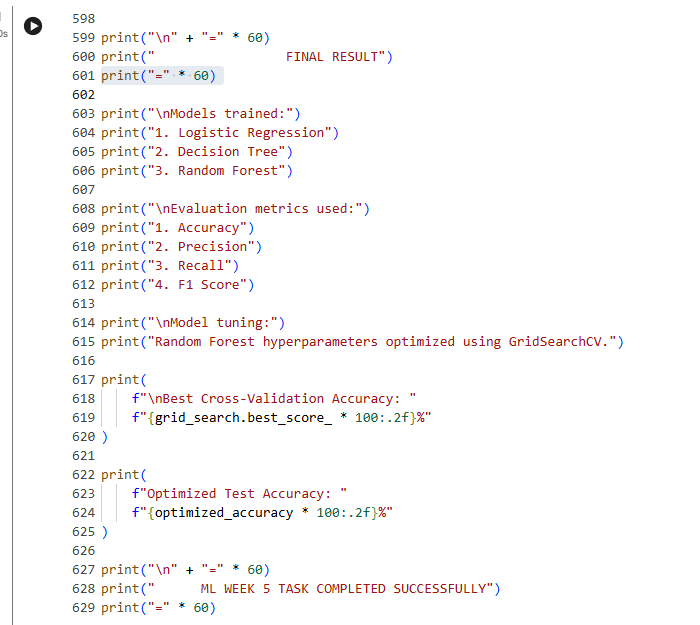 598
599 print("\n" + "=" * 60)
600 print("                 FINAL RESULT")
601 print("=" * 60)
602
603 print("\nModels trained:")
604 print("1. Logistic Regression")
605 print("2. Decision Tree")
606 print("3. Random Forest")
607
608 print("\nEvaluation metrics used:")
609 print("1. Accuracy")
610 print("2. Precision")
611 print("3. Recall")
612 print("4. F1 Score")
613
614 print("\nModel tuning:")
615 print("Random Forest hyperparameters optimized using GridSearchCV.")
616
617 print(
618     f"\nBest Cross-Validation Accuracy: "
619     f"{grid_search.best_score_ * 100:.2f}%"
620 )
621
622 print(
623     f"Optimized Test Accuracy: "
624     f"{optimized_accuracy * 100:.2f}%"
625 )
626
627 print("\n" + "=" * 60)
628 print("      ML WEEK 5 TASK COMPLETED SUCCESSFULLY")
629 print("=" * 60)